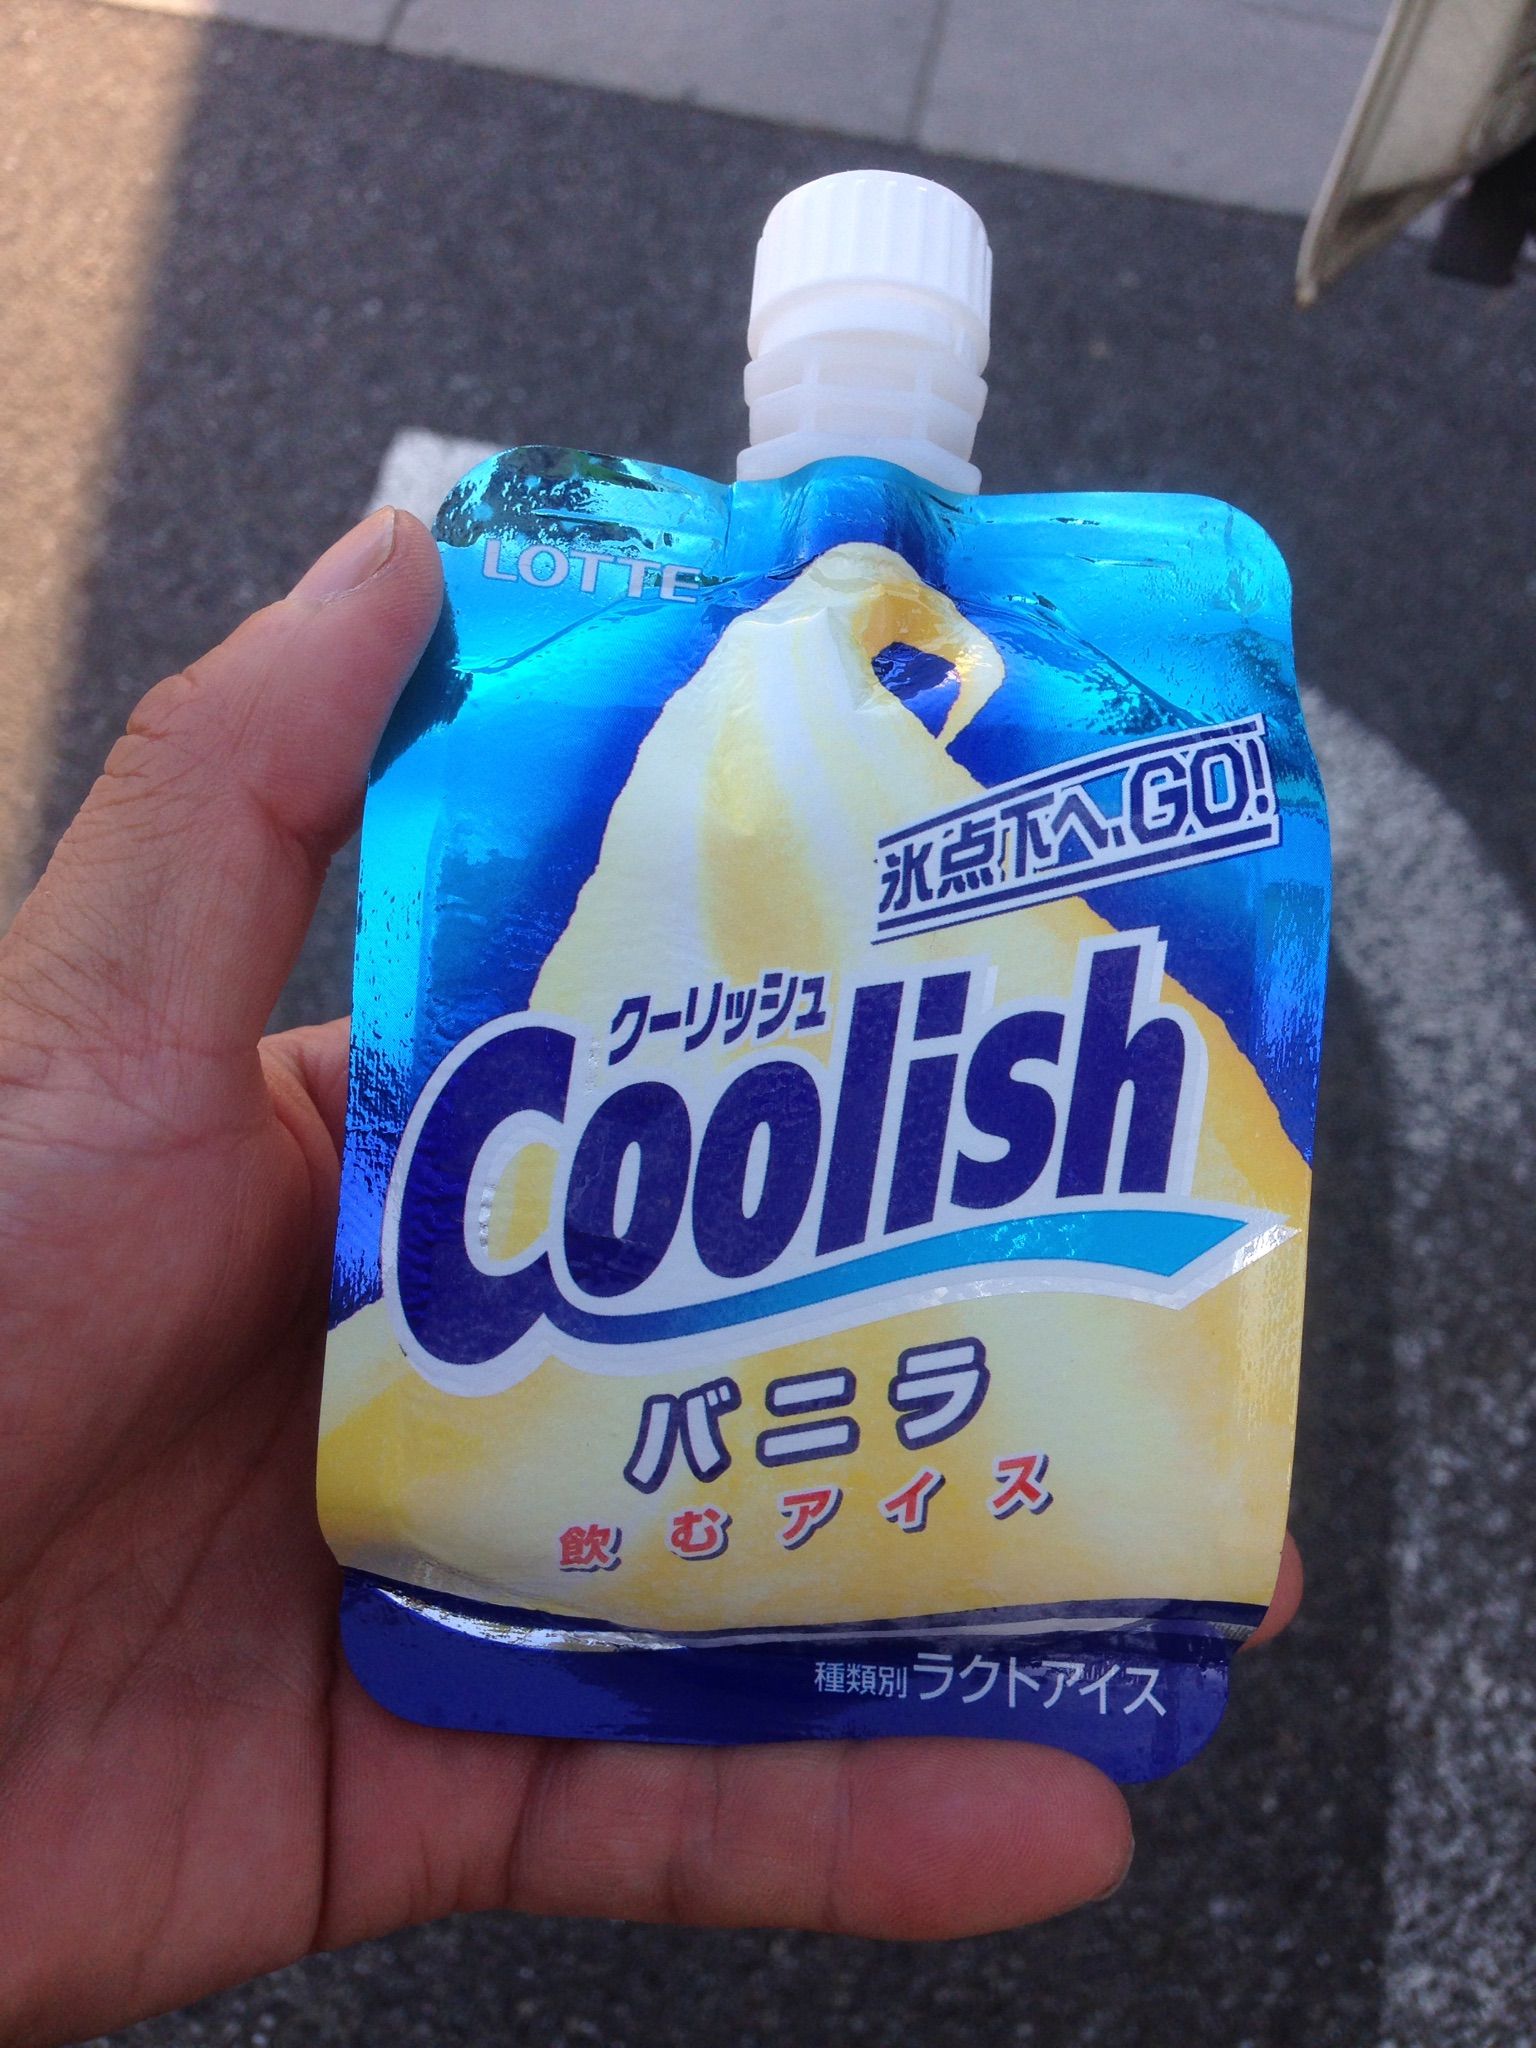 LOTTE
氷点下へGO!
クーリッシュ
Coolish
バニラ
飲むアイス
種類別ラクトアイス